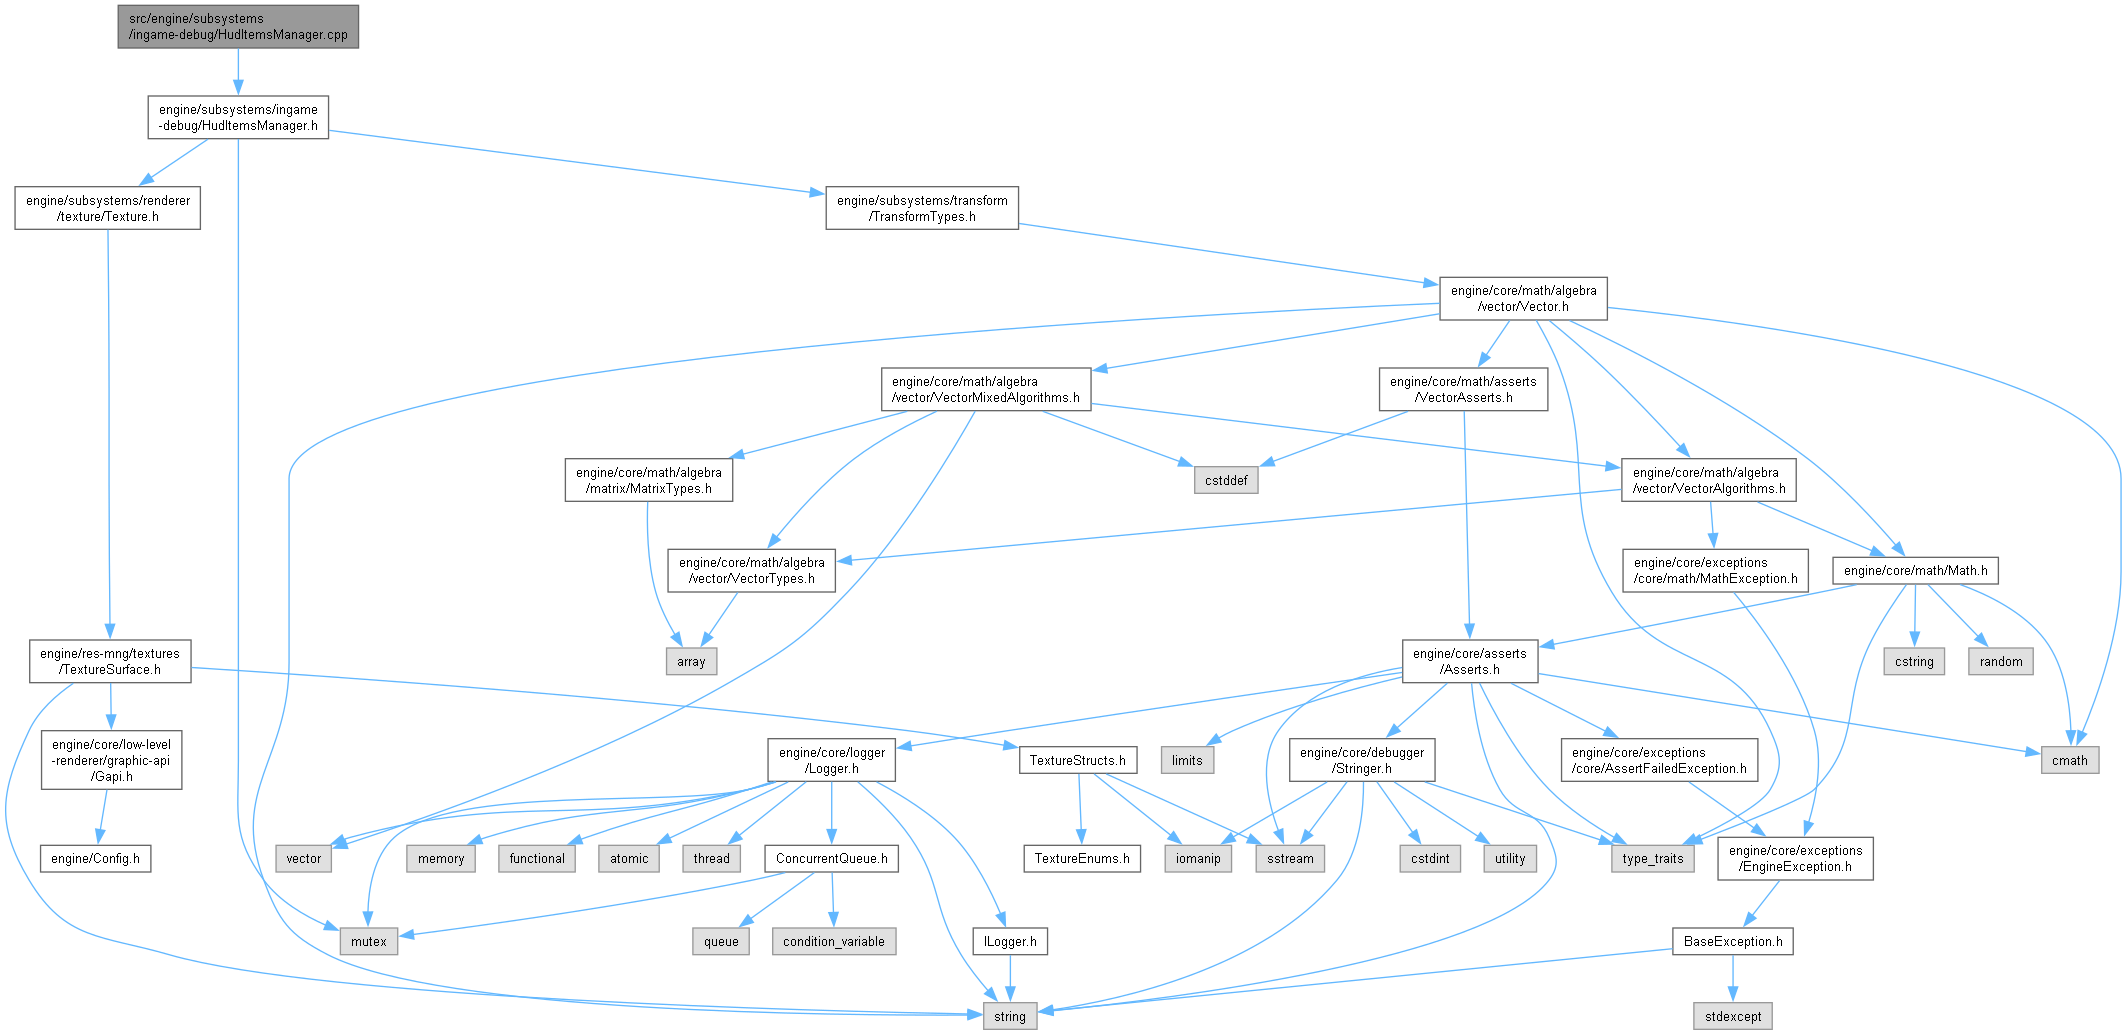 src/engine/subsystems
/ingame-debug/HudItemsManager.cpp
engine/subsystems/ingame
-debug/HudItemsManager.h
engine/subsystems/renderer
/texture/Texture.h
engine/subsystems/transform
/TransformTypes.h
engine/core/math/algebra
/vector/Vector.h
engine/core/math/algebra
/vector/VectorMixedAlgorithms.h
engine/core/math/asserts
/VectorAsserts.h
engine/core/math/algebra
/matrix/MatrixTypes.h
cstddef
engine/core/math/algebra
/vector/VectorAlgorithms.h
engine/core/math/algebra
/vector/VectorTypes.h
engine/core/exceptions
/core/math/MathException.h
engine/core/math/Math.h
engine/res-mng/textures
/TextureSurface.h
array
engine/core/asserts
/Asserts.h
cstring
random
engine/core/low-level
-renderer/graphic-api
/Gapi.h
engine/core/logger
/Logger.h
TextureStructs.h
limits
engine/core/debugger
/Stringer.h
engine/core/exceptions
/core/AssertFailedException.h
cmath
engine/Config.h
vector
memory
functional
atomic
thread
ConcurrentQueue.h
TextureEnums.h
iomanip
sstream
cstdint
utility
type_traits
engine/core/exceptions
/EngineException.h
mutex
queue
condition_variable
ILogger.h
BaseException.h
string
stdexcept